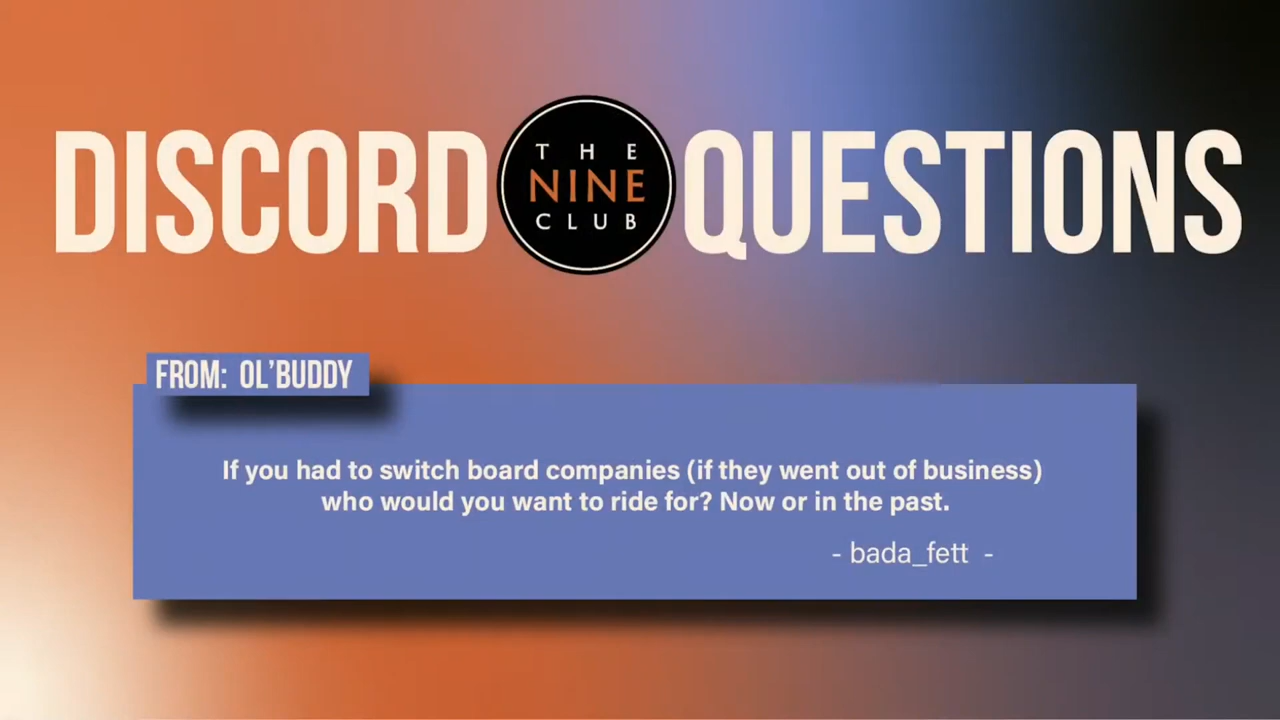 DISCORD THE NINE CLUB QUESTIONS
FROM: OL'BUDDY
If you had to switch board companies (if they went out of business)
who would you want to ride for? Now or in the past.
- bada_fett -